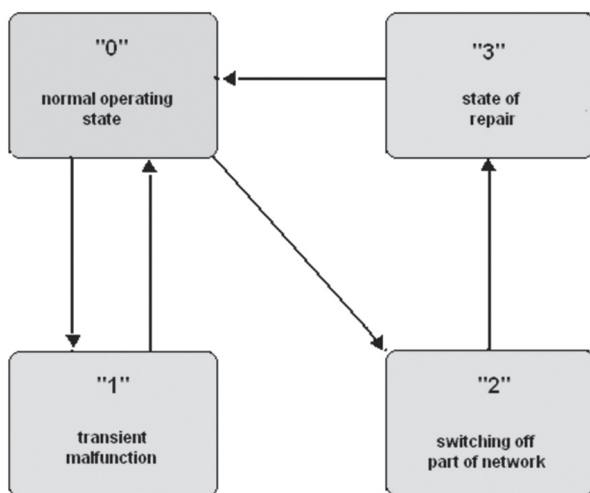 "0"
normal operating
state
"3"
state of
repair
"1"
transient
malfunction
"2"
switching off
part of network